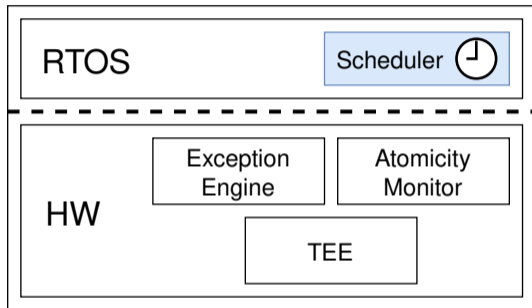 RTOS
Scheduler
HW
Exception
Engine
Atomicity
Monitor
TEE